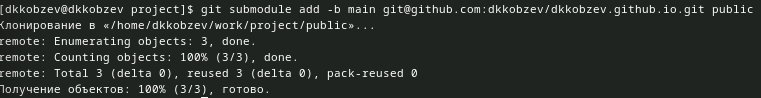 [dkkobzev@dkkobzev project]$ git submodule add -b main git@github.com:dkkobzev/dkkobzev.github.io.git public
Клонирование в «/home/dkkobzev/work/project/public»...
remote: Enumerating objects: 3, done.
remote: Counting objects: 100% (3/3), done.
remote: Total 3 (delta 0), reused 3 (delta 0), pack-reused 0
Получение объектов: 100% (3/3), готово.